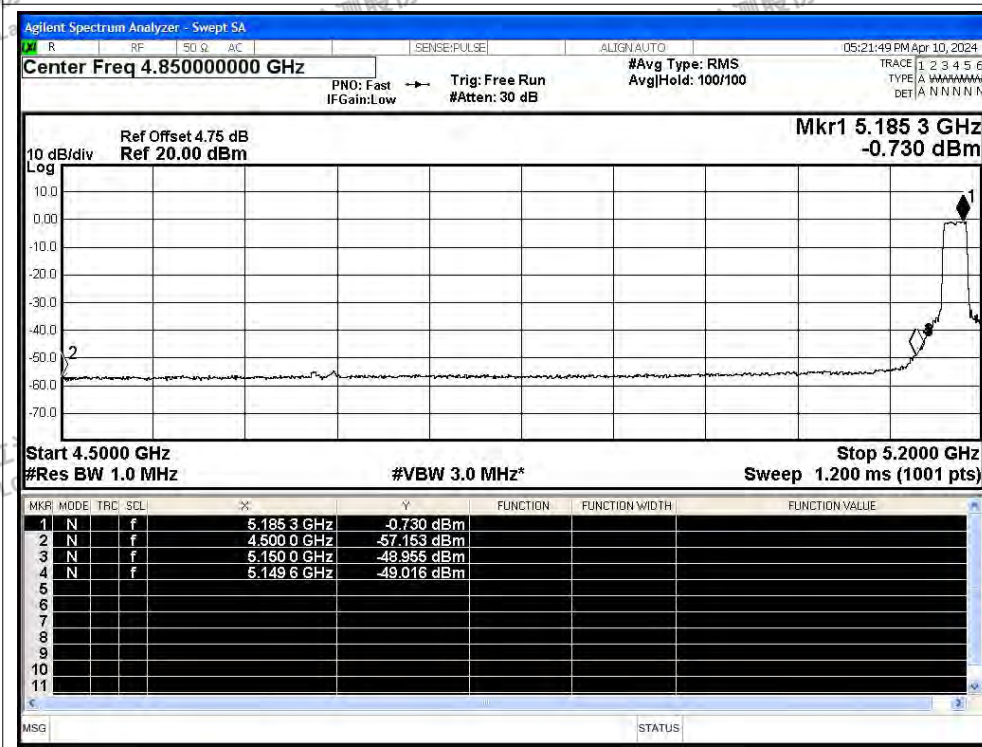 Agilent Spectrum Analyzer - Swept SA
LXI R RF 50 Ω AC SENSE:PULSE ALIGN AUTO 05:21:49 PM Apr 10, 2024
Center Freq 4.850000000 GHz
PNO: Fast
IFGain:Low
Trig: Free Run
#Atten: 30 dB
#Avg Type: RMS
Avg|Hold: 100/100
TRACE 1 2 3 4 5 6
TYPE A WWWWW
DET A N N N N N
Mkr1 5.185 3 GHz
-0.730 dBm
Ref Offset 4.75 dB
10 dB/div Ref 20.00 dBm
Log
10.0
0.00
-10.0
-20.0
-30.0
-40.0
-50.0
-60.0
-70.0
1
2
Start 4.5000 GHz Stop 5.2000 GHz
#Res BW 1.0 MHz #VBW 3.0 MHz* Sweep 1.200 ms (1001 pts)
MKR MODE TRC SCL X Y FUNCTION FUNCTION WIDTH FUNCTION VALUE
1 N f 5.185 3 GHz -0.730 dBm
2 N f 4.500 0 GHz -57.153 dBm
3 N f 5.150 0 GHz -48.955 dBm
4 N f 5.149 6 GHz -49.016 dBm
5
6
7
8
9
10
11
MSG STATUS